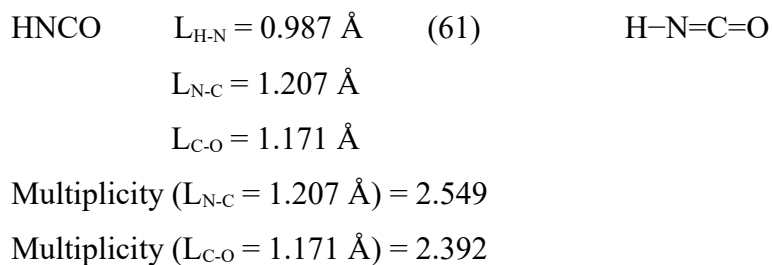 HNCO L_H-N = 0.987 Å (61) H−N=C=O
L_N-C = 1.207 Å
L_C-O = 1.171 Å
Multiplicity (L_N-C = 1.207 Å) = 2.549
Multiplicity (L_C-O = 1.171 Å) = 2.392